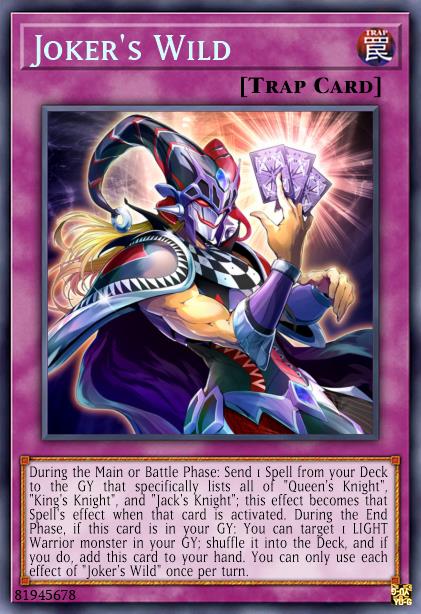 Joker's Wild
TRAP
罠
[Trap Card]
During the Main or Battle Phase: Send 1 Spell from your Deck
to the GY that specifically lists all of "Queen's Knight",
"King's Knight", and "Jack's Knight"; this effect becomes that
Spell's effect when that card is activated. During the End
Phase, if this card is in your GY: You can target 1 LIGHT
Warrior monster in your GY; shuffle it into the Deck, and if
you do, add this card to your hand. You can only use each
effect of "Joker's Wild" once per turn.
81945678